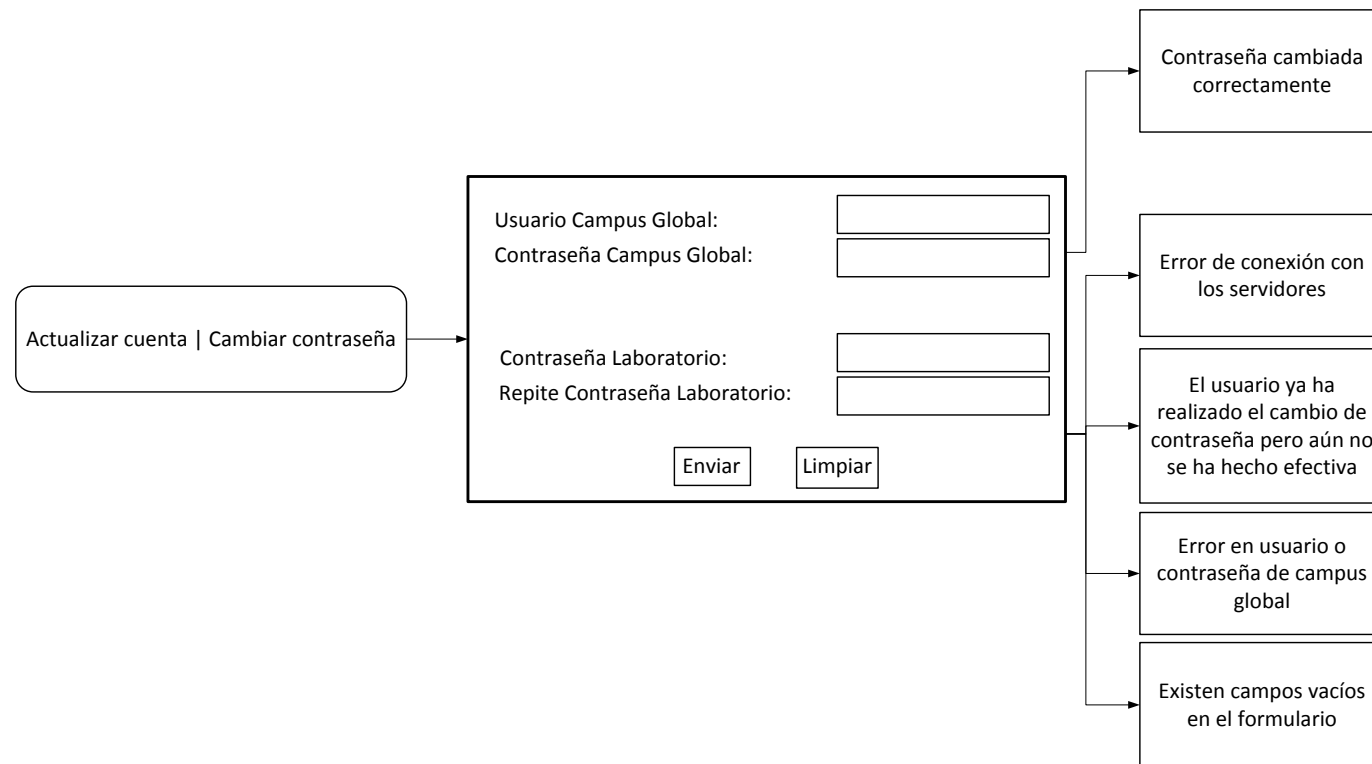 Actualizar cuenta | Cambiar contraseña
Usuario Campus Global:
Contraseña Campus Global:
Contraseña Laboratorio:
Repite Contraseña Laboratorio:
Enviar
Limpiar
Contraseña cambiada
correctamente
Error de conexión con
los servidores
El usuario ya ha
realizado el cambio de
contraseña pero aún no
se ha hecho efectiva
Error en usuario o
contraseña de campus
global
Existen campos vacíos
en el formulario